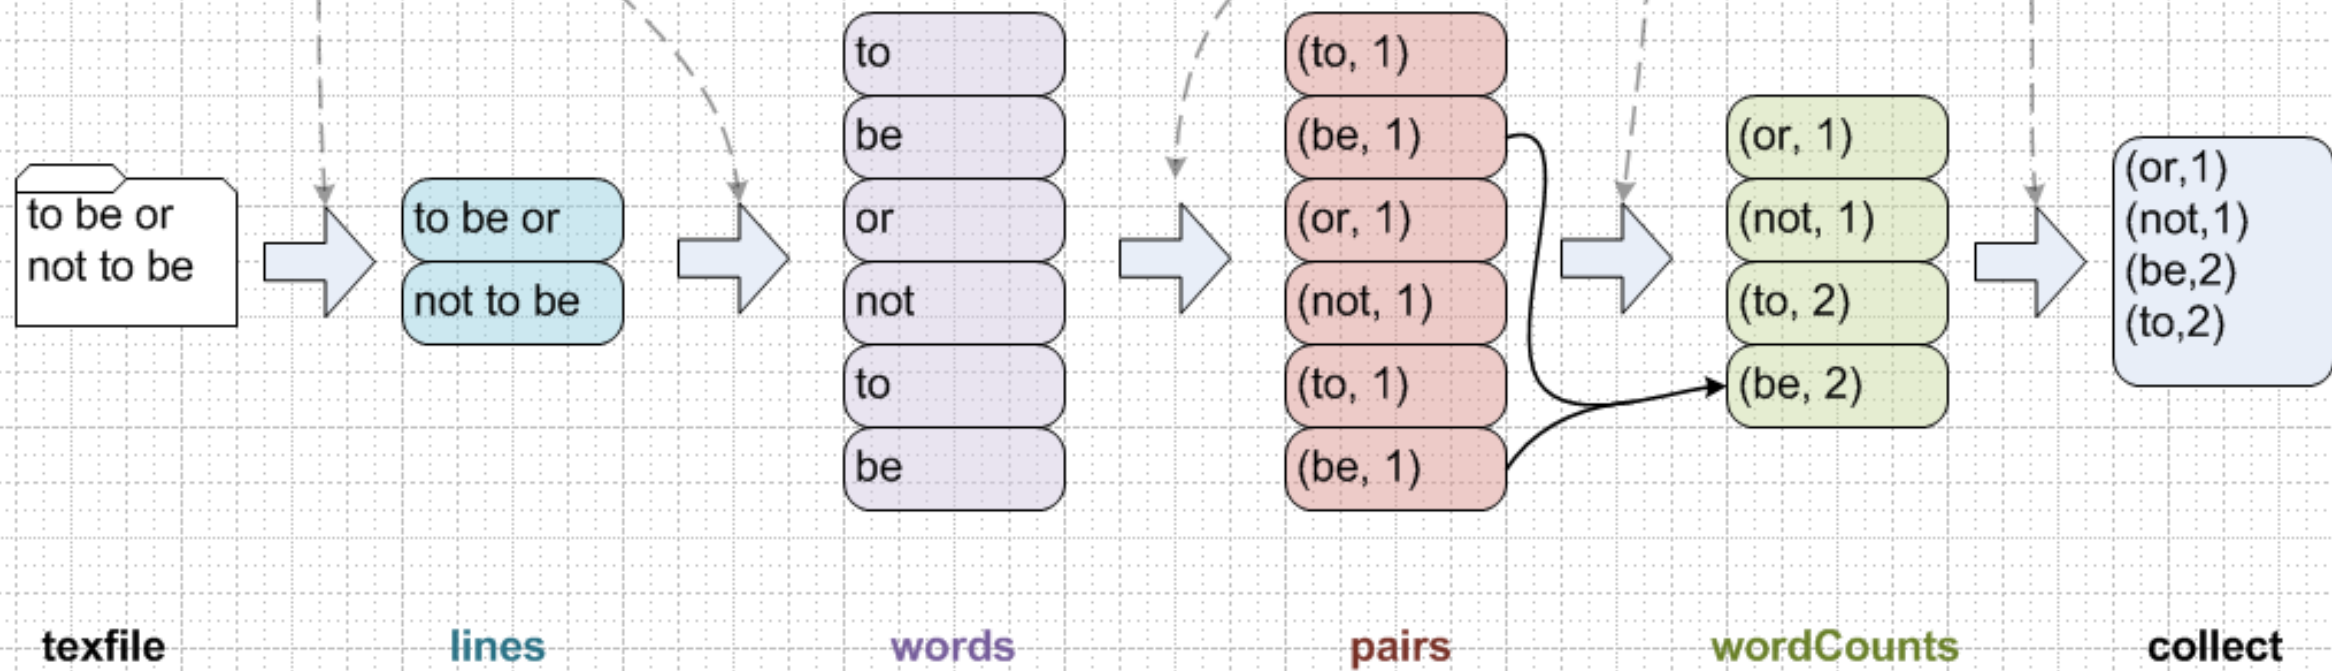 to be or
not to be
to be or
not to be
to
be
or
not
to
be
(to, 1)
(be, 1)
(or, 1)
(not, 1)
(to, 1)
(be, 1)
(or, 1)
(not, 1)
(to, 2)
(be, 2)
(or,1)
(not,1)
(be,2)
(to,2)
texfile lines words pairs wordCounts collect